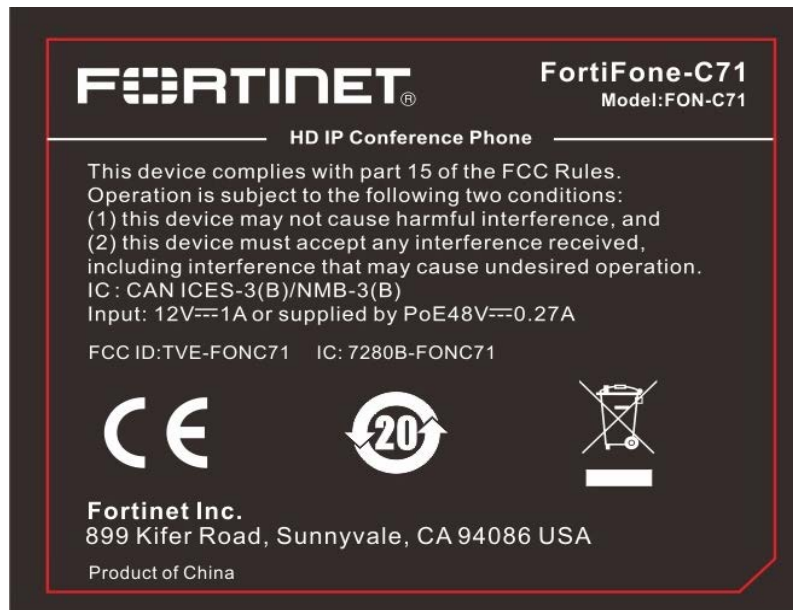 FORTINET®
FortiFone-C71
Model:FON-C71
HD IP Conference Phone
This device complies with part 15 of the FCC Rules.
Operation is subject to the following two conditions:
(1) this device may not cause harmful interference, and
(2) this device must accept any interference received,
including interference that may cause undesired operation.
IC : CAN ICES-3(B)/NMB-3(B)
Input: 12V⎓1A or supplied by PoE48V⎓0.27A
FCC ID:TVE-FONC71 IC: 7280B-FONC71
CE
20
Fortinet Inc.
899 Kifer Road, Sunnyvale, CA 94086 USA
Product of China